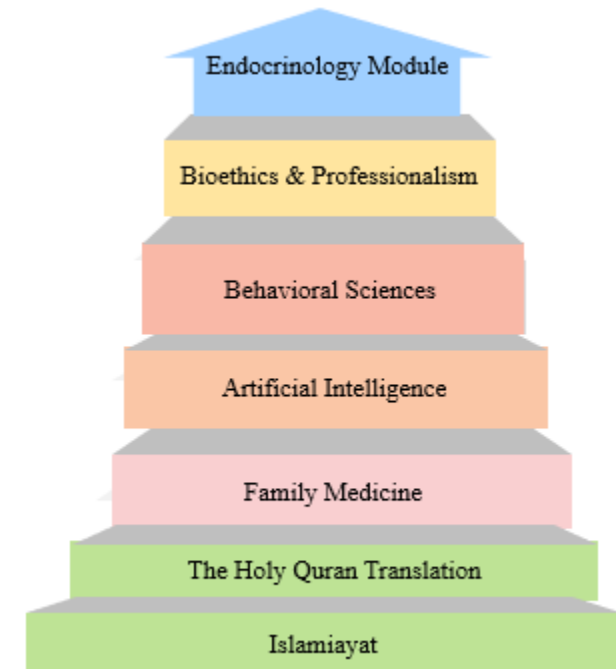 Endocrinology Module
Bioethics & Professionalism
Behavioral Sciences
Artificial Intelligence
Family Medicine
The Holy Quran Translation
Islamiayat